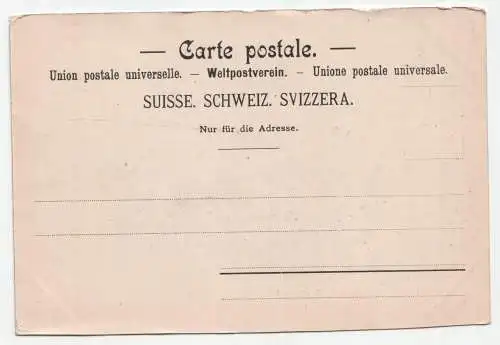 — Carte postale. —
Union postale universelle. — Weltpostverein. — Unione postale universale.
SUISSE. SCHWEIZ. SVIZZERA.
Nur für die Adresse.